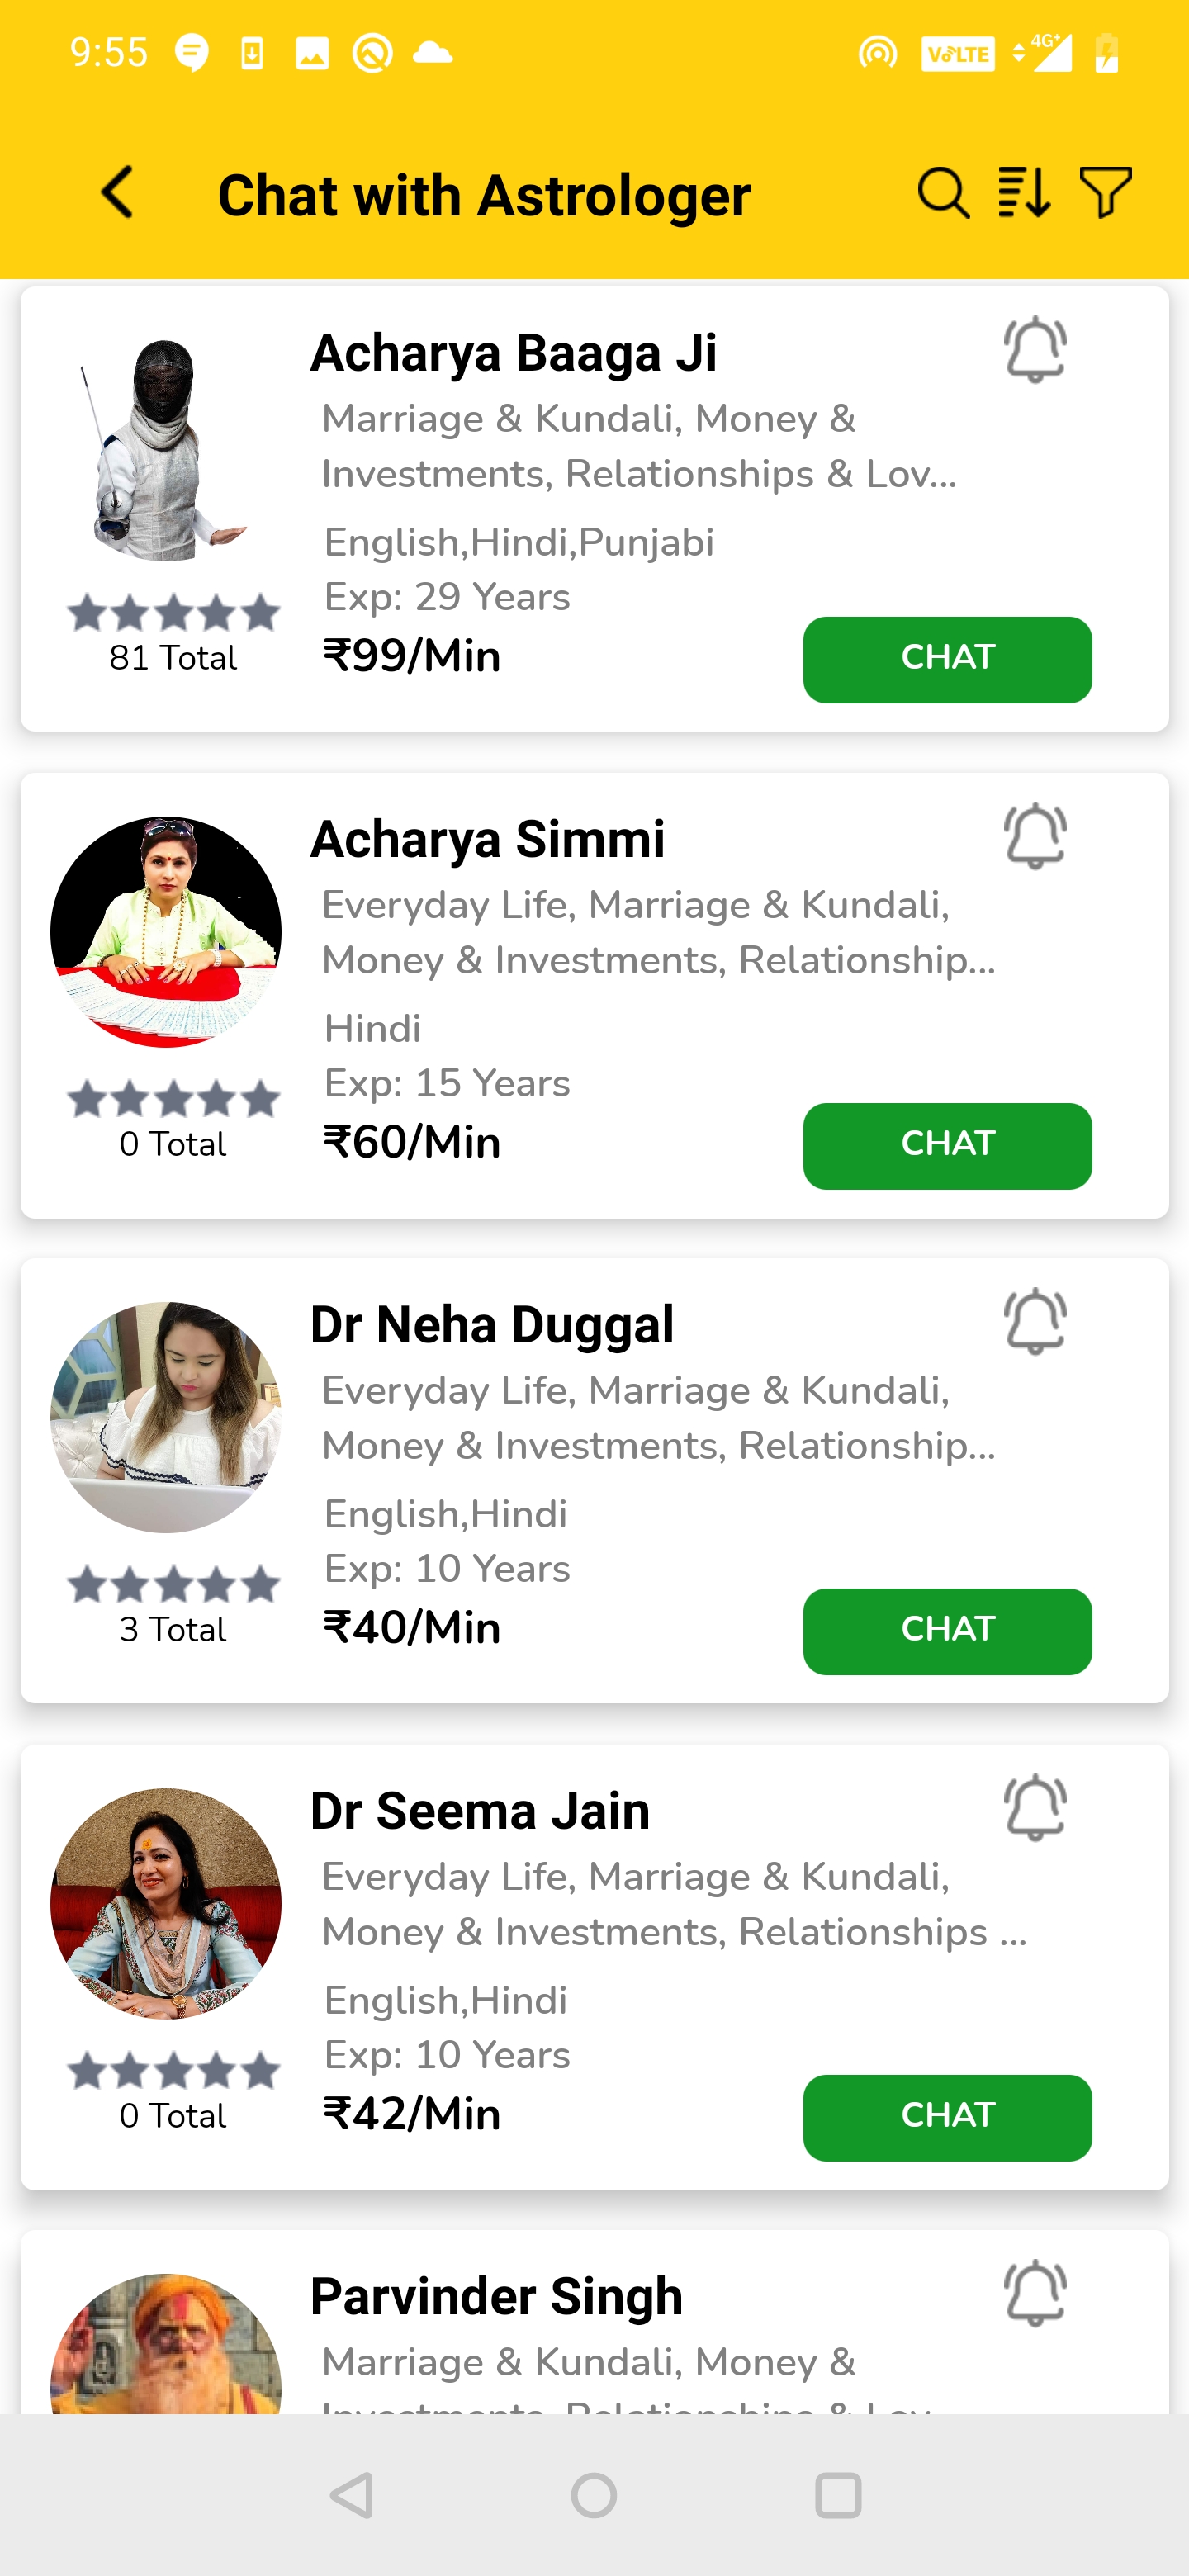 9:55
VoLTE 4G+
Chat with Astrologer
Acharya Baaga Ji
Marriage & Kundali, Money &
Investments, Relationships & Lov...
English,Hindi,Punjabi
Exp: 29 Years
81 Total
₹99/Min
CHAT
Acharya Simmi
Everyday Life, Marriage & Kundali,
Money & Investments, Relationship...
Hindi
Exp: 15 Years
0 Total
₹60/Min
CHAT
Dr Neha Duggal
Everyday Life, Marriage & Kundali,
Money & Investments, Relationship...
English,Hindi
Exp: 10 Years
3 Total
₹40/Min
CHAT
Dr Seema Jain
Everyday Life, Marriage & Kundali,
Money & Investments, Relationships ...
English,Hindi
Exp: 10 Years
0 Total
₹42/Min
CHAT
Parvinder Singh
Marriage & Kundali, Money &
Investments, Relationships & Lov